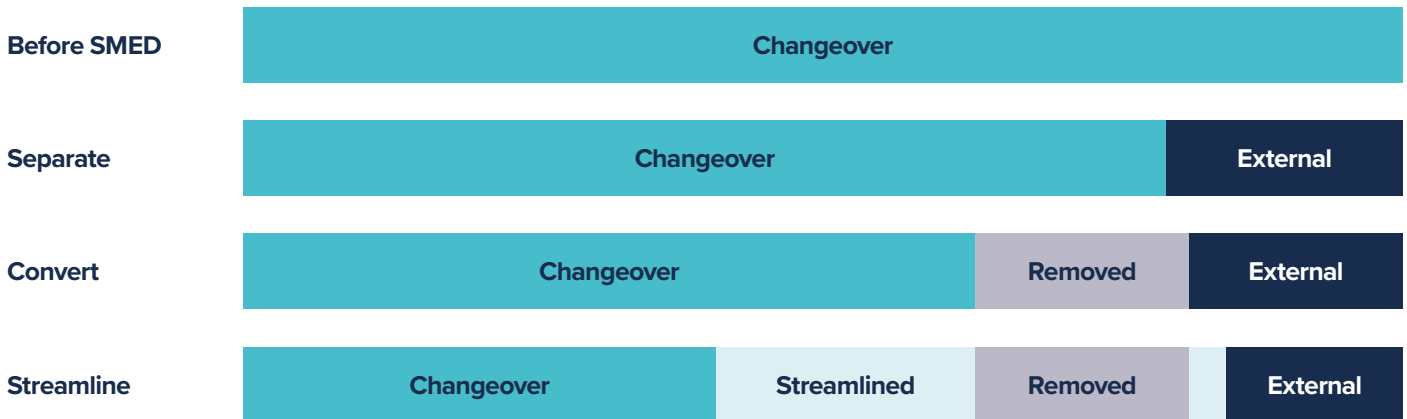 Before SMED Changeover
Separate Changeover External
Convert Changeover Removed External
Streamline Changeover Streamlined Removed External